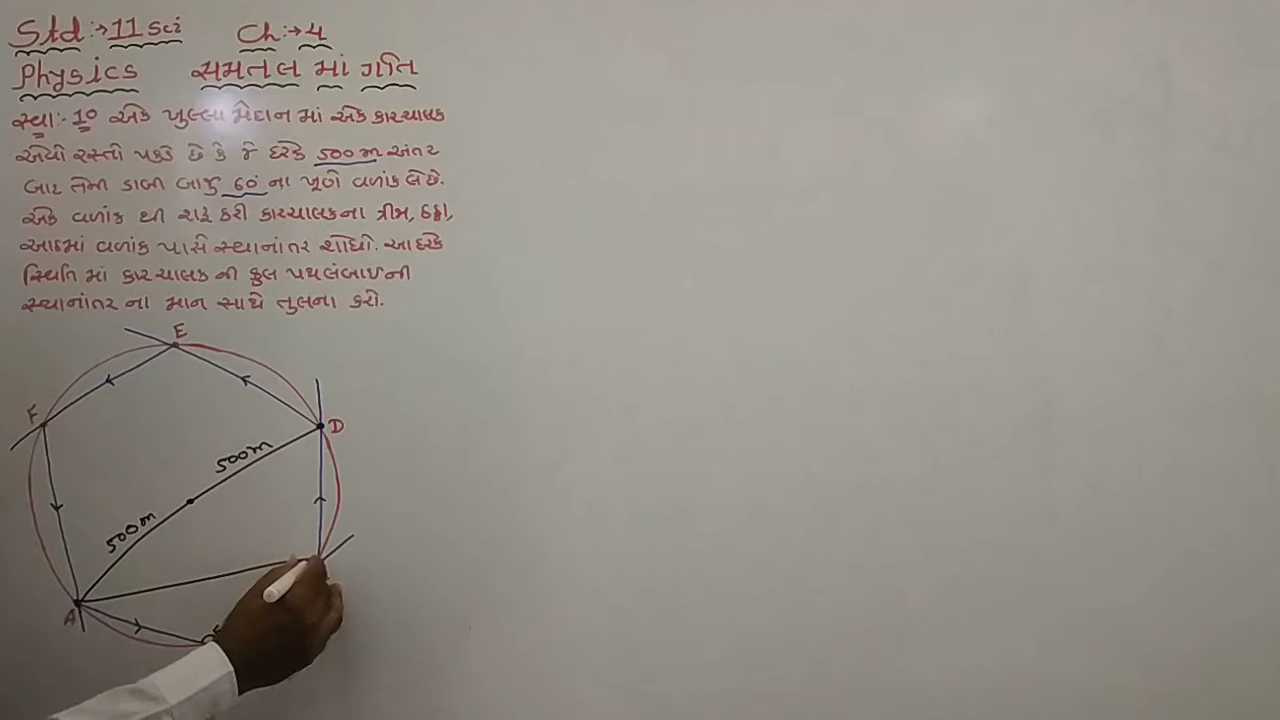 Std :→ 11 Sci Ch :→ 4
Physics સમતલ માં ગતિ
સ્વા :- 10 એક ખુલ્લા મેદાન માં એક કારચાલક
એવો રસ્તો પકડે છે કે જે દરેક 500 m અંતર
બાદ તેની ડાબી બાજુ 60° ના ખૂણે વળાંક લે છે.
એક વળાંક થી શરૂ કરી કારચાલકના ત્રીજા, છઠ્ઠા,
આઠમાં વળાંક પાસે સ્થાનાંતર શોધો. આ દરેક
સ્થિતિ માં કારચાલક ની કુલ પથલંબાઈની
સ્થાનાંતર ના માન સાથે તુલના કરો.
E
F
D
500m
500m
A